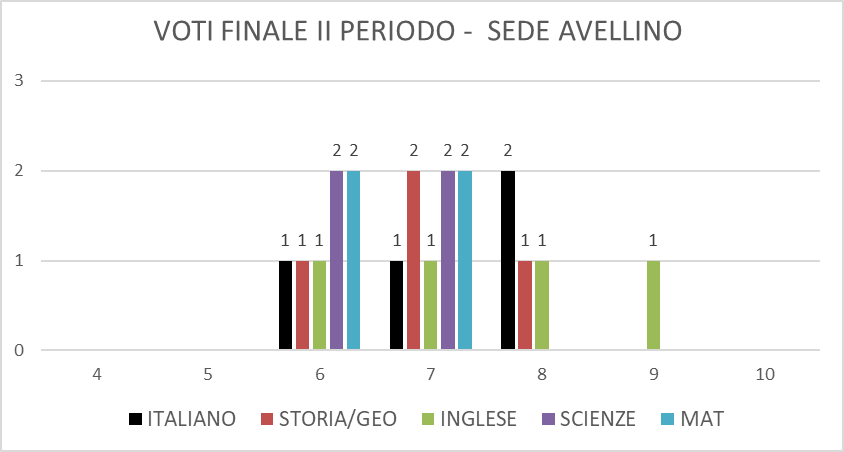 VOTI FINALE II PERIODO - SEDE AVELLINO
3
2 2 2 2 2 2
2
1 1 1 1 1 1 1 1
1
0
4 5 6 7 8 9 10
ITALIANO STORIA/GEO INGLESE SCIENZE MAT